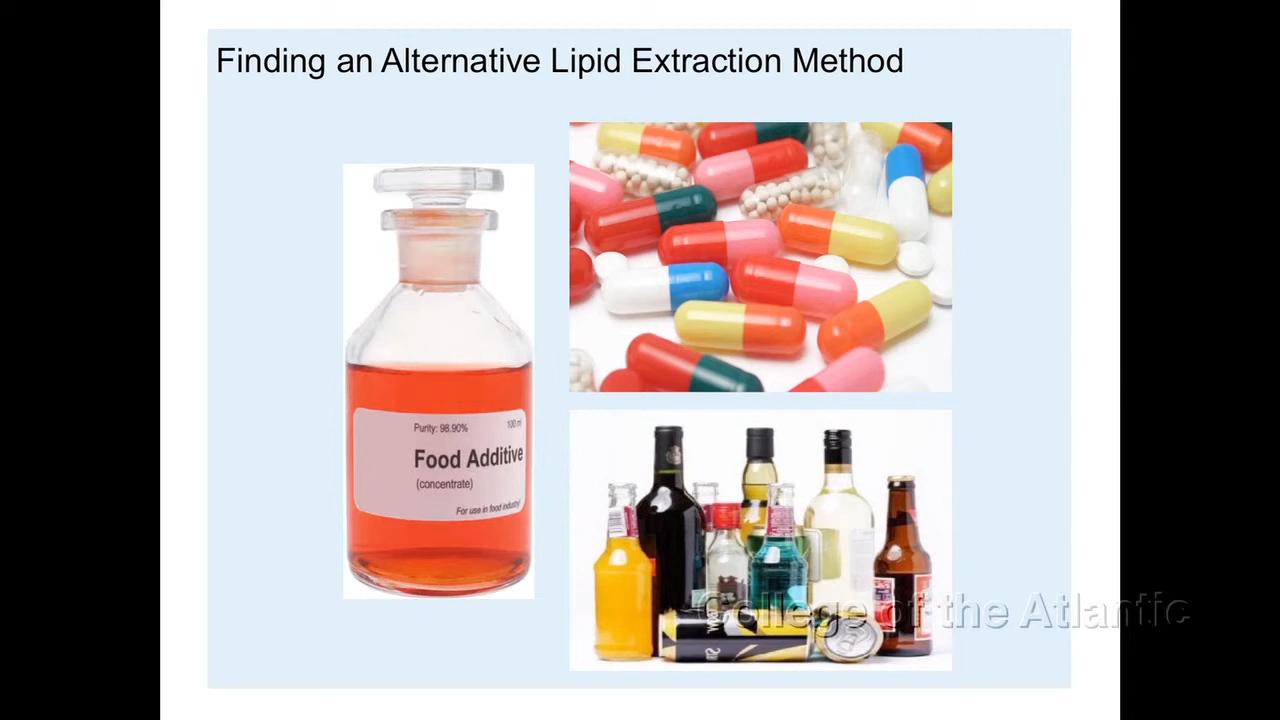 Finding an Alternative Lipid Extraction Method
Purity: 98.90% 100 ml
Food Additive
(concentrate)
For use in food industry!
College of the Atlantic